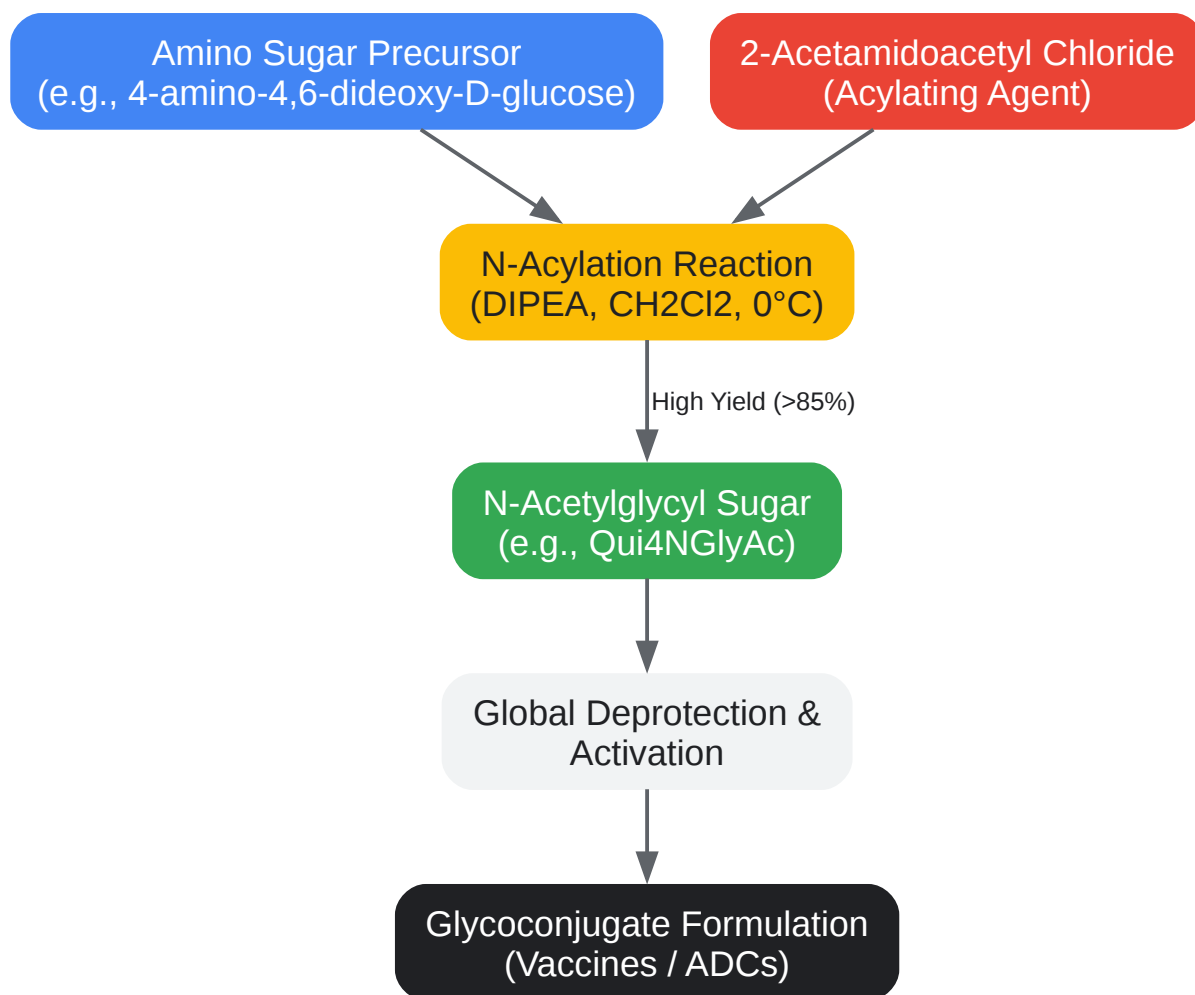 Amino Sugar Precursor
(e.g., 4-amino-4,6-dideoxy-D-glucose)
2-Acetamidoacetyl Chloride
(Acylating Agent)
N-Acylation Reaction
(DIPEA, CH2Cl2, 0°C)
High Yield (>85%)
N-Acetylglycyl Sugar
(e.g., Qui4NGlyAc)
Global Deprotection &
Activation
Glycoconjugate Formulation
(Vaccines / ADCs)